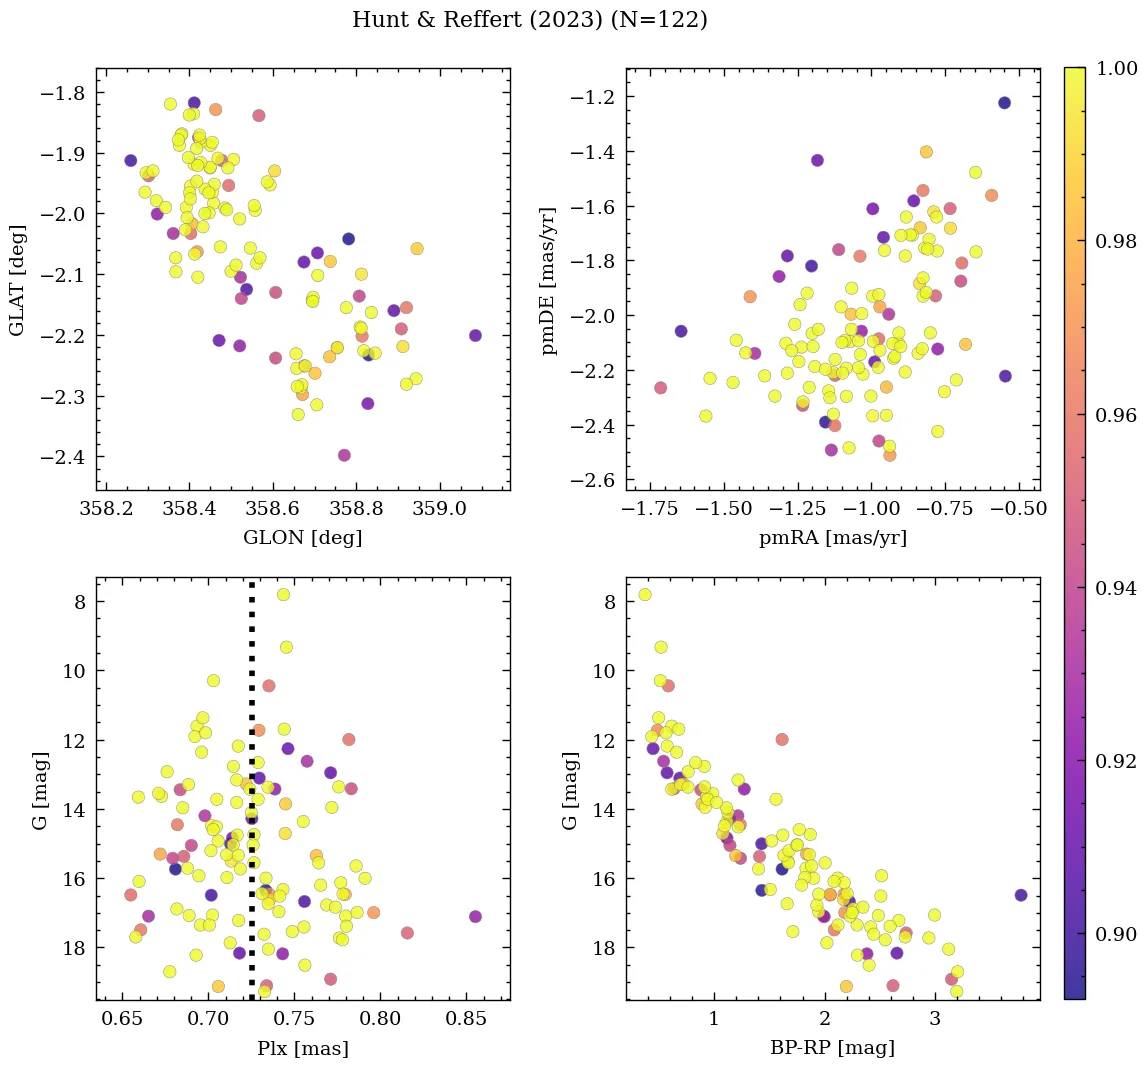 Hunt & Reffert (2023) (N=122)
−1.8
−1.9
−2.0
−2.1
−2.2
−2.3
−2.4
GLAT [deg]
358.2 358.4 358.6 358.8 359.0
GLON [deg]
−1.2
−1.4
−1.6
−1.8
−2.0
−2.2
−2.4
−2.6
pmDE [mas/yr]
−1.75 −1.50 −1.25 −1.00 −0.75 −0.50
pmRA [mas/yr]
8
10
12
14
16
18
G [mag]
0.65 0.70 0.75 0.80 0.85
Plx [mas]
8
10
12
14
16
18
G [mag]
1 2 3
BP-RP [mag]
1.00
0.98
0.96
0.94
0.92
0.90